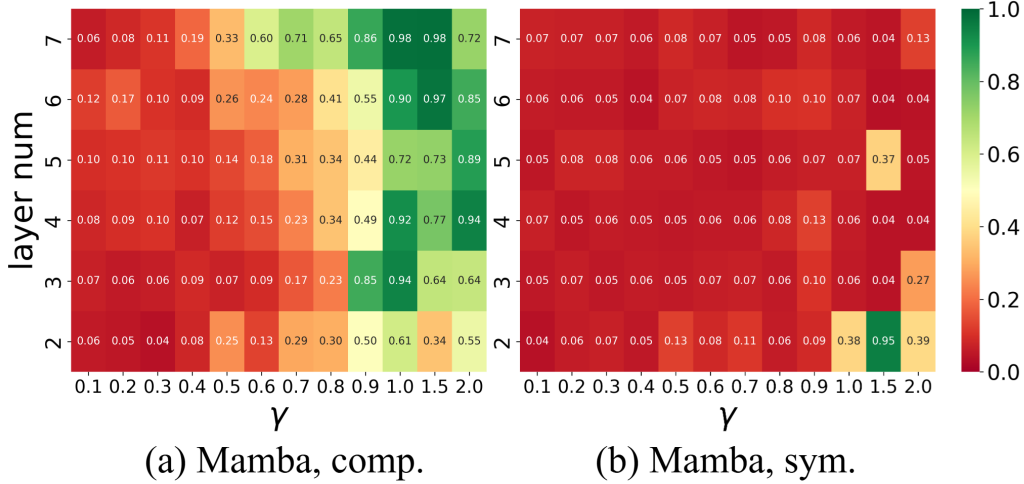 7 0.06 0.08 0.11 0.19 0.33 0.60 0.71 0.65 0.86 0.98 0.98 0.72
6 0.12 0.17 0.10 0.09 0.26 0.24 0.28 0.41 0.55 0.90 0.97 0.85
5 0.10 0.10 0.11 0.10 0.14 0.18 0.31 0.34 0.44 0.72 0.73 0.89
4 0.08 0.09 0.10 0.07 0.12 0.15 0.23 0.34 0.49 0.92 0.77 0.94
3 0.07 0.06 0.06 0.09 0.07 0.09 0.17 0.23 0.85 0.94 0.64 0.64
2 0.06 0.05 0.04 0.08 0.25 0.13 0.29 0.30 0.50 0.61 0.34 0.55
layer num
0.1 0.2 0.3 0.4 0.5 0.6 0.7 0.8 0.9 1.0 1.5 2.0
γ
(a) Mamba, comp.
7 0.07 0.07 0.06 0.06 0.08 0.06 0.05 0.05 0.04 0.06 0.04 0.13
6 0.06 0.06 0.05 0.04 0.07 0.08 0.08 0.10 0.10 0.07 0.04 0.04
5 0.05 0.08 0.08 0.06 0.06 0.05 0.05 0.06 0.07 0.07 0.37 0.05
4 0.07 0.05 0.06 0.06 0.05 0.06 0.06 0.08 0.13 0.06 0.04 0.04
3 0.05 0.07 0.05 0.06 0.05 0.07 0.07 0.06 0.10 0.06 0.04 0.27
2 0.04 0.06 0.07 0.05 0.13 0.08 0.11 0.06 0.09 0.38 0.95 0.39
0.1 0.2 0.3 0.4 0.5 0.6 0.7 0.8 0.9 1.0 1.5 2.0
γ
(b) Mamba, sym.
1.0
0.8
0.6
0.4
0.2
0.0